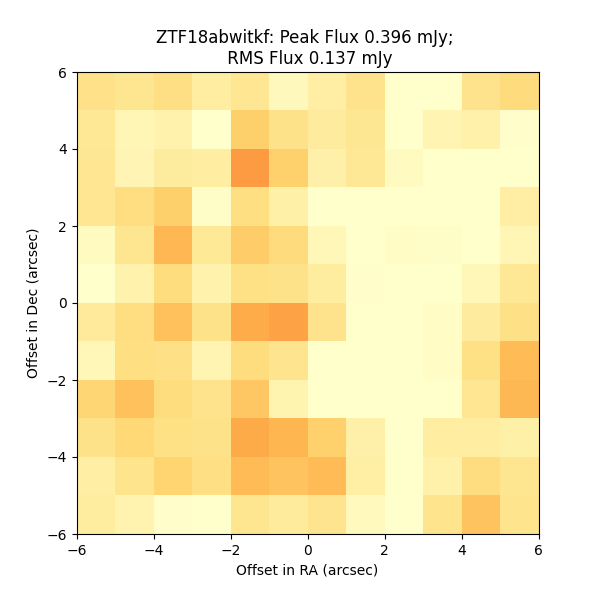 ZTF18abwitkf: Peak Flux 0.396 mJy;
RMS Flux 0.137 mJy
6
4
2
0
−2
−4
−6
Offset in Dec (arcsec)
−6 −4 −2 0 2 4 6
Offset in RA (arcsec)